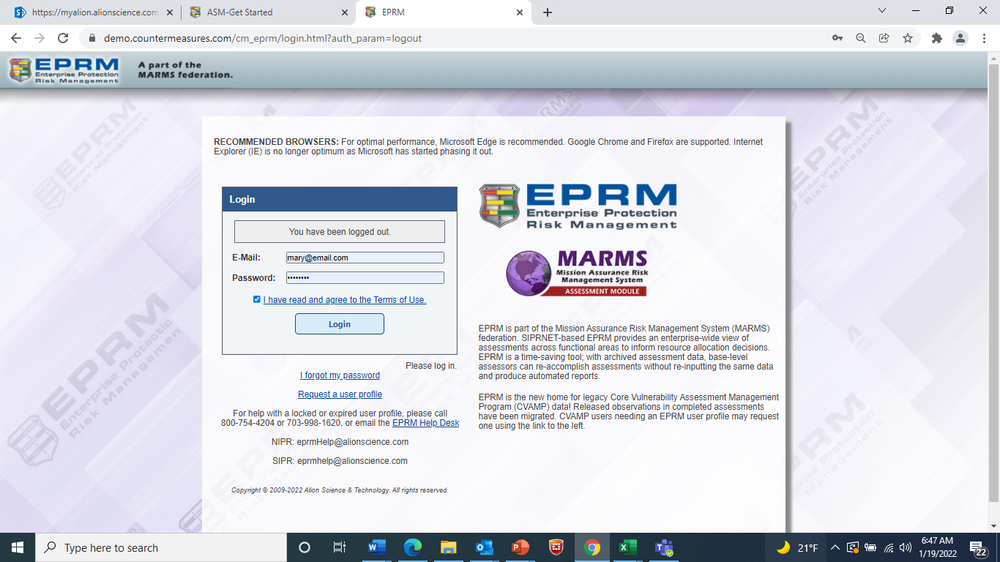 https://myalion.alionscience.com
ASM-Get Started
EPRM
demo.countermeasures.com/cm_eprm/login.html?auth_param=logout
EPRM
Enterprise Protection
Risk Management
A part of the
MARMS federation.
RECOMMENDED BROWSERS: For optimal performance, Microsoft Edge is recommended. Google Chrome and Firefox are supported. Internet
Explorer (IE) is no longer optimum as Microsoft has started phasing it out.
Login
You have been logged out.
E-Mail: mary@email.com
Password: ••••••••
I have read and agree to the Terms of Use.
Login
Please log in.
I forgot my password
Request a user profile
For help with a locked or expired user profile, please call
800-754-4204 or 703-998-1620, or email the EPRM Help Desk
NIPR: eprmHelp@alionscience.com
SIPR: eprmhelp@alionscience.com
Copyright © 2009-2022 Alion Science & Technology. All rights reserved.
EPRM
Enterprise Protection
Risk Management
MARMS
Mission Assurance Risk
Management System
ASSESSMENT MODULE
EPRM is part of the Mission Assurance Risk Management System (MARMS)
federation. SIPRNET-based EPRM provides an enterprise-wide view of
assessments across functional areas to inform resource allocation decisions.
EPRM is a time-saving tool; with archived assessment data, base-level
assessors can re-accomplish assessments without re-inputting the same data
and produce automated reports.
EPRM is the new home for legacy Core Vulnerability Assessment Management
Program (CVAMP) data! Released observations in completed assessments
have been migrated. CVAMP users needing an EPRM user profile may request
one using the link to the left.
Type here to search
21°F
6:47 AM
1/19/2022
22